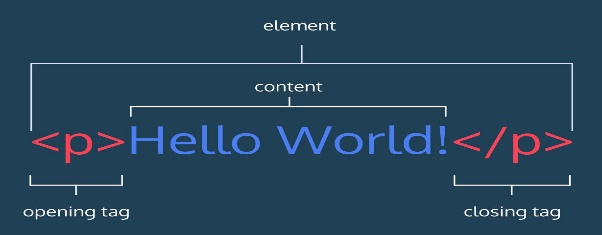 element
content
<p>Hello World!</p>
opening tag
closing tag